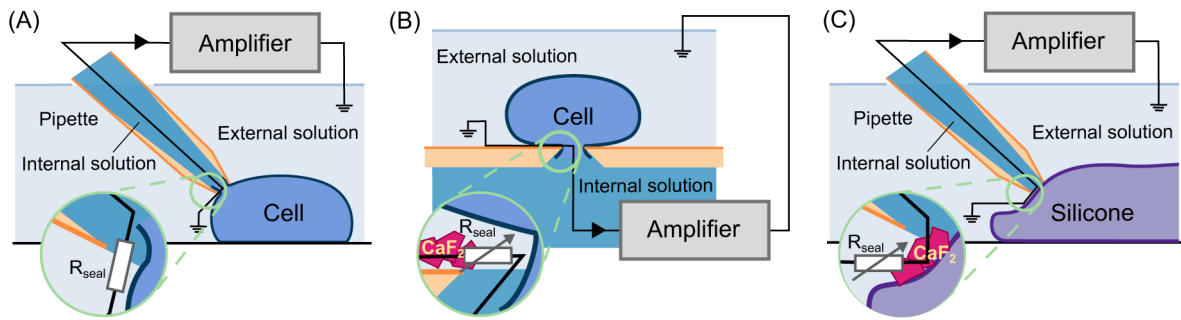 (A)
Amplifier
Pipette
External solution
Internal solution
Cell
Rseal
(B)
External solution
Cell
Internal solution
Amplifier
Rseal
CaF2
(C)
Amplifier
Pipette
External solution
Internal solution
Silicone
Rseal
CaF2